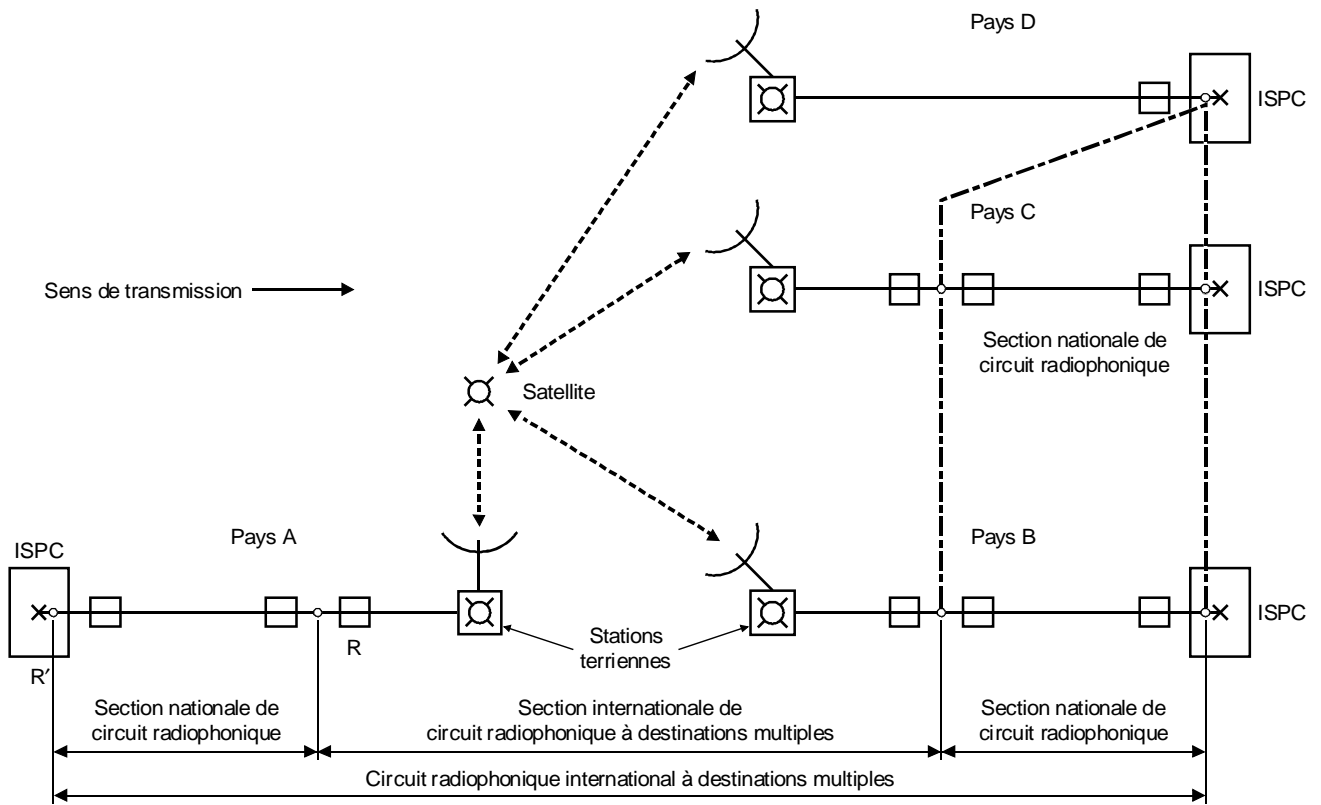 Pays D
ISPC
Pays C
Sens de transmission
ISPC
Section nationale de
circuit radiophonique
Satellite
Pays A
Pays B
ISPC
ISPC
R
Stations
terriennes
R′
Section nationale de
circuit radiophonique
Section internationale de
circuit radiophonique à destinations multiples
Section nationale de
circuit radiophonique
Circuit radiophonique international à destinations multiples